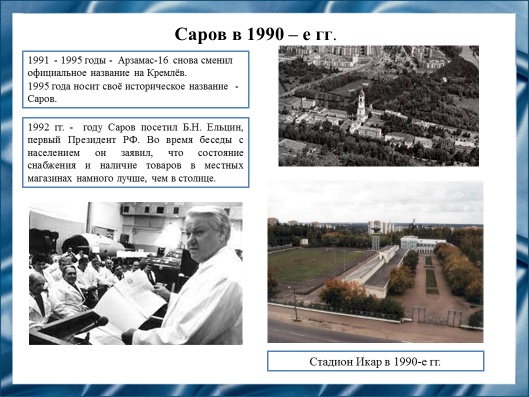 Саров в 1990 – е гг.
1991 - 1995 годы - Арзамас-16 снова сменил
официальное название на Кремлёв.
1995 года носит своё историческое название -
Саров.
1992 гг. - году Саров посетил Б.Н. Ельцин,
первый Президент РФ. Во время беседы с
населением он заявил, что состояние
снабжения и наличие товаров в местных
магазинах намного лучше, чем в столице.
Стадион Икар в 1990-е гг.